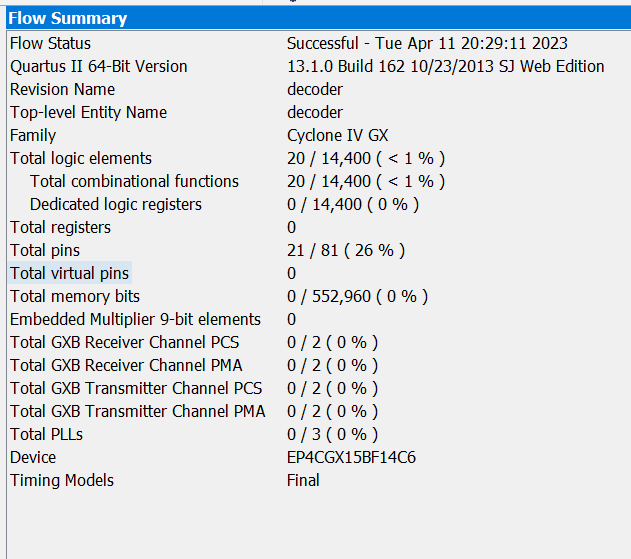 Flow Summary
Flow Status Successful - Tue Apr 11 20:29:11 2023
Quartus II 64-Bit Version 13.1.0 Build 162 10/23/2013 SJ Web Edition
Revision Name decoder
Top-level Entity Name decoder
Family Cyclone IV GX
Total logic elements 20 / 14,400 ( < 1 % )
Total combinational functions 20 / 14,400 ( < 1 % )
Dedicated logic registers 0 / 14,400 ( 0 % )
Total registers 0
Total pins 21 / 81 ( 26 % )
Total virtual pins 0
Total memory bits 0 / 552,960 ( 0 % )
Embedded Multiplier 9-bit elements 0
Total GXB Receiver Channel PCS 0 / 2 ( 0 % )
Total GXB Receiver Channel PMA 0 / 2 ( 0 % )
Total GXB Transmitter Channel PCS 0 / 2 ( 0 % )
Total GXB Transmitter Channel PMA 0 / 2 ( 0 % )
Total PLLs 0 / 3 ( 0 % )
Device EP4CGX15BF14C6
Timing Models Final